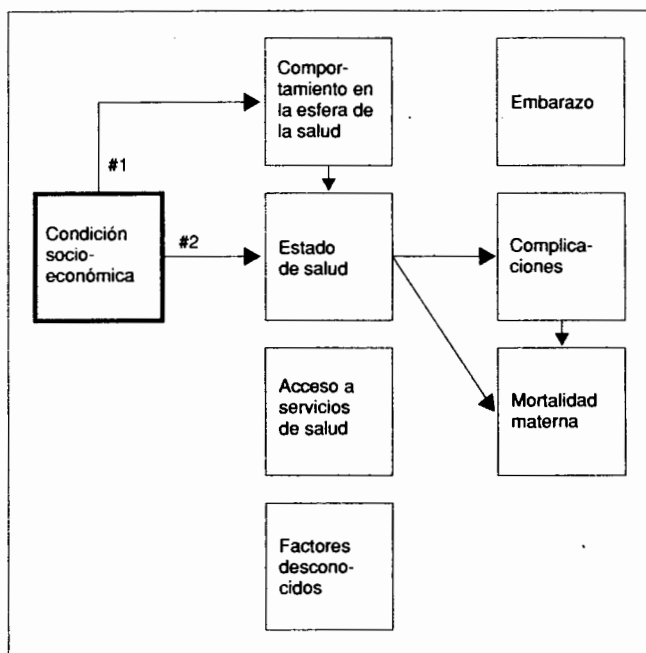 Compor-
tamiento en
la esfera de
la salud
Embarazo
#1
Condición
socio-
económica
#2
Estado
de salud
Complica-
ciones
Acceso a
servicios
de salud
Mortalidad
materna
Factores
descono-
cidos